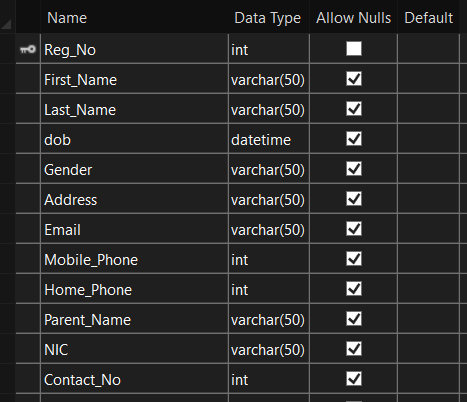 Name Data Type Allow Nulls Default
Reg_No int
First_Name varchar(50)
Last_Name varchar(50)
dob datetime
Gender varchar(50)
Address varchar(50)
Email varchar(50)
Mobile_Phone int
Home_Phone int
Parent_Name varchar(50)
NIC varchar(50)
Contact_No int